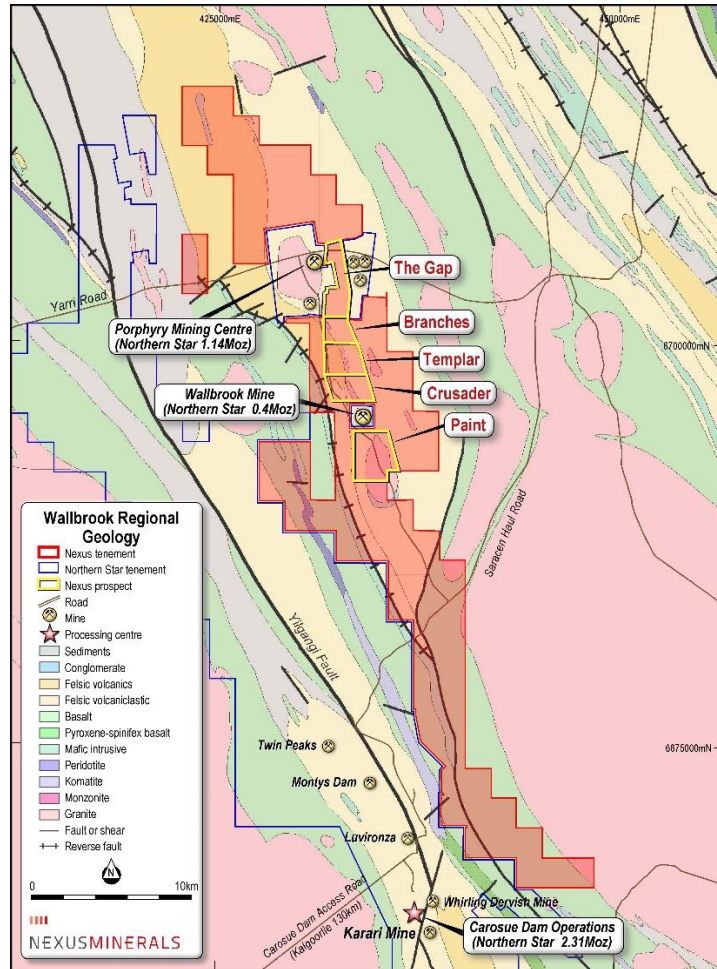 425000mE
450000mE
The Gap
Yarri Road
Branches
Porphyry Mining Centre
(Northern Star 1.14Moz)
6700000mN
Templar
Wallbrook Mine
(Northern Star 0.4Moz)
Crusader
Paint
Saracen Haul Road
Wallbrook Regional
Geology
Nexus tenement
Northern Star tenement
Nexus prospect
Road
Mine
Processing centre
Sediments
Conglomerate
Felsic volcanics
Felsic volcaniclastic
Basalt
Pyroxene-spinifex basalt
Mafic intrusive
Peridotite
Komatite
Monzonite
Granite
Fault or shear
Reverse fault
N
0
10km
NEXUSMINERALS
Yilgangi Fault
Twin Peaks
6675000mN
Montys Dam
Luvironza
Carosue Dam Access Road
(Kalgoorlie 130km)
Whirling Dervish Mine
Karari Mine
Carosue Dam Operations
(Northern Star 2.31Moz)